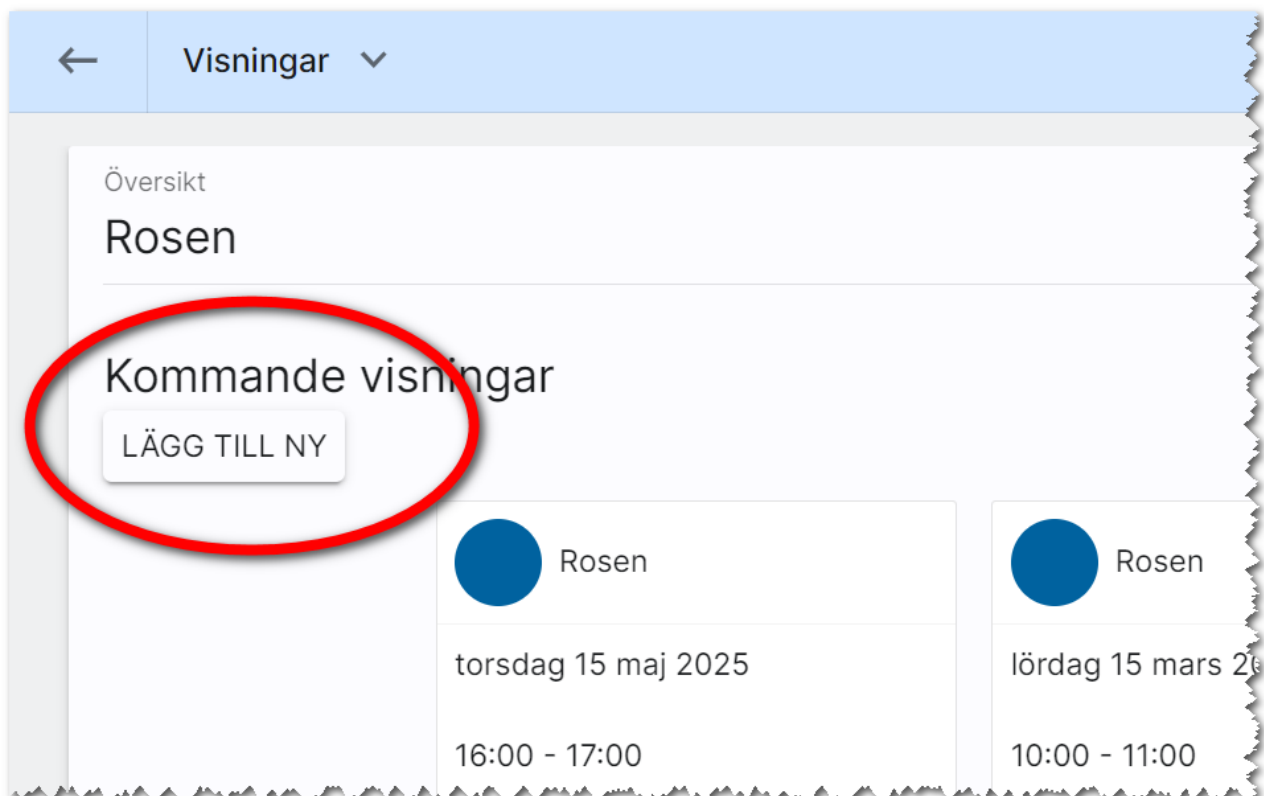 Visningar
Översikt
Rosen
Kommande visningar
LÄGG TILL NY
Rosen
torsdag 15 maj 2025
16:00 - 17:00
Rosen
lördag 15 mars
10:00 - 11:00